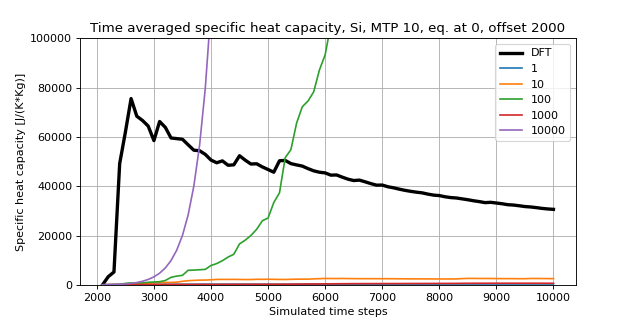 Time averaged specific heat capacity, Si, MTP 10, eq. at 0, offset 2000
Specific heat capacity [J/(K*Kg)]
100000
80000
60000
40000
20000
0
DFT
1
10
100
1000
10000
2000 3000 4000 5000 6000 7000 8000 9000 10000
Simulated time steps